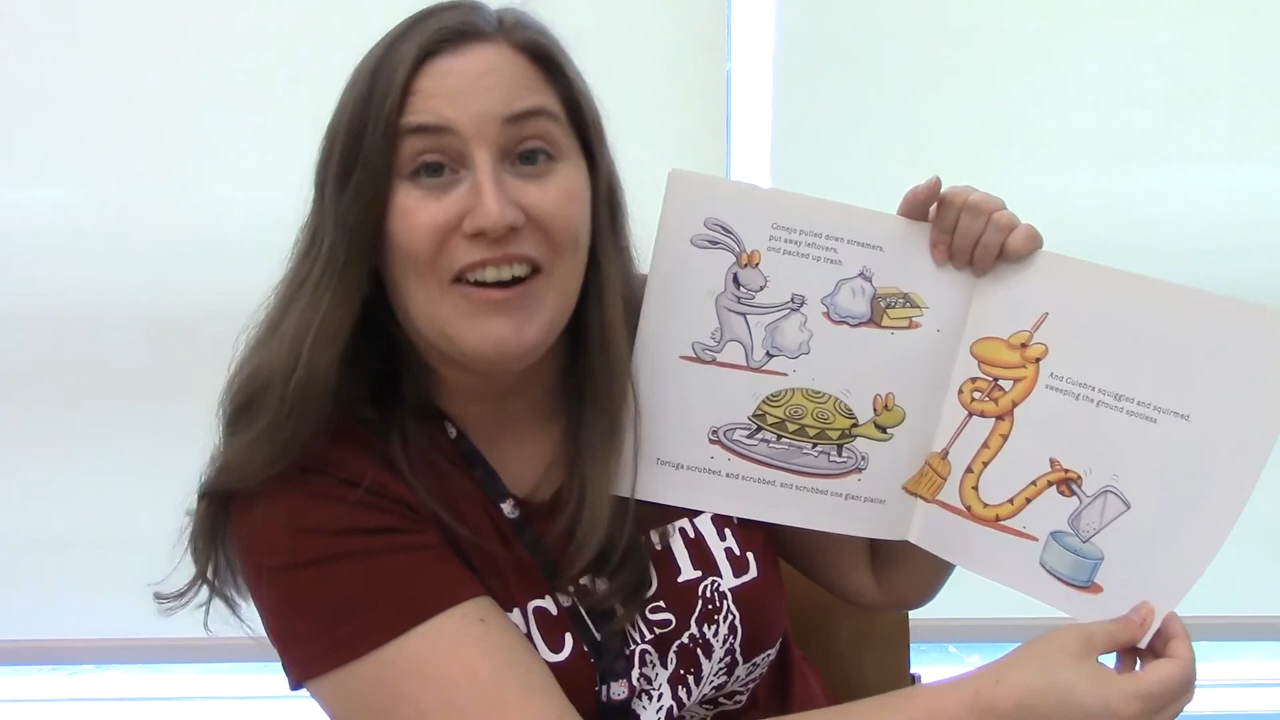 Conejo pulled down streamers,
put away leftovers,
and packed up trash.
Tortuga scrubbed, and scrubbed, and scrubbed one giant platter.
And Culebra squiggled and squirmed,
sweeping the ground spotless.